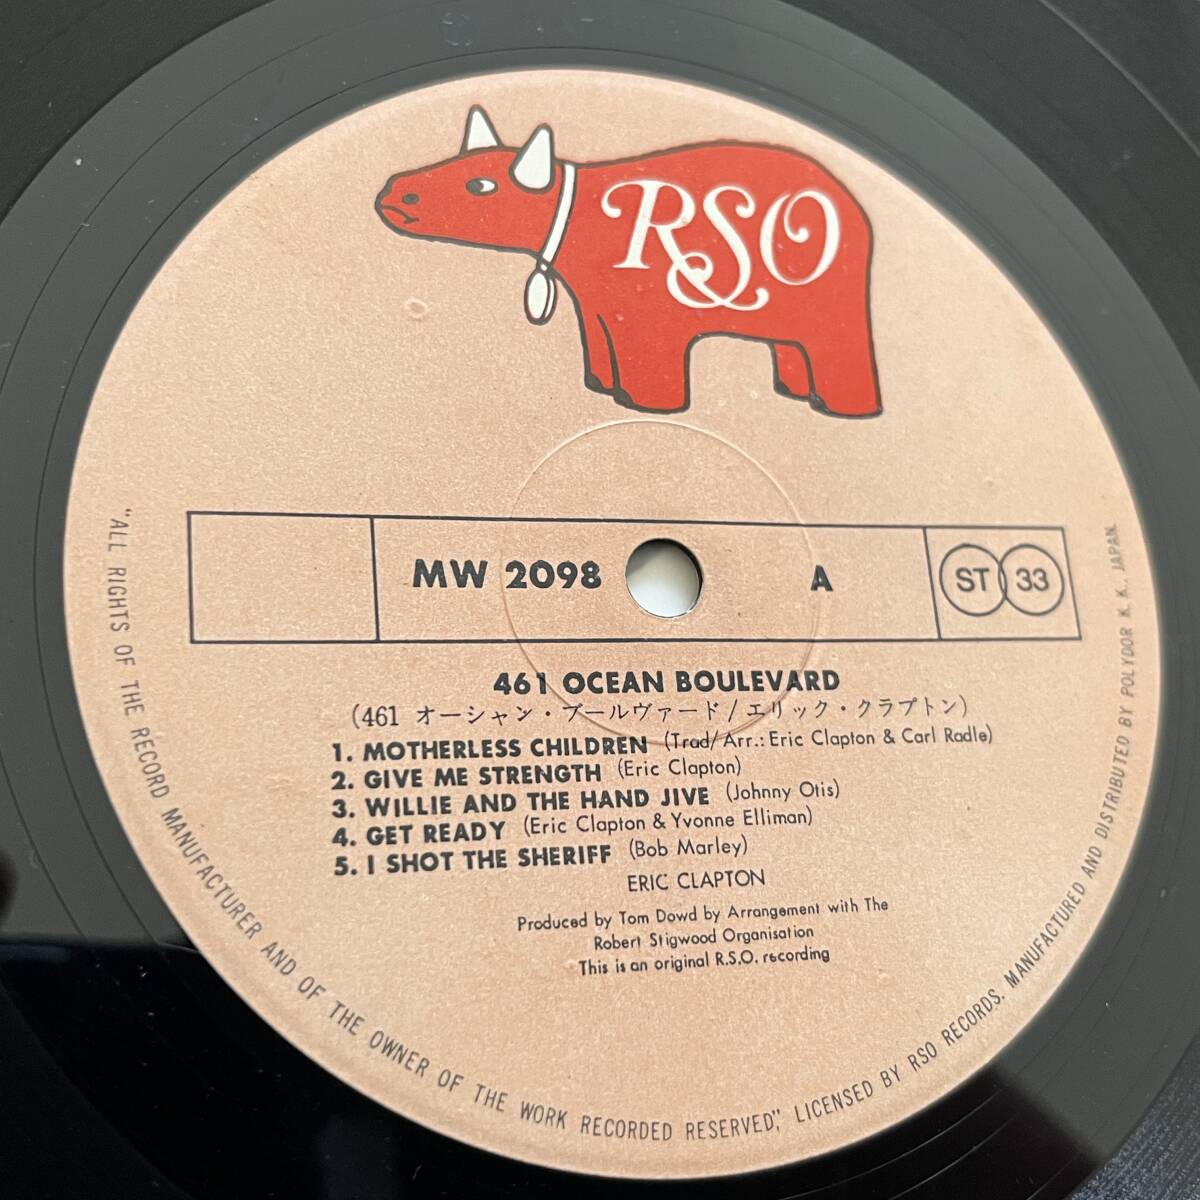 RSO
MW 2098
A
ST 33
461 OCEAN BOULEVARD
(461 オーシャン・ブールヴァード/エリック・クラプトン)
1. MOTHERLESS CHILDREN (Trad/Arr.: Eric Clapton & Carl Radle)
2. GIVE ME STRENGTH (Eric Clapton)
3. WILLIE AND THE HAND JIVE (Johnny Otis)
4. GET READY (Eric Clapton & Yvonne Elliman)
5. I SHOT THE SHERIFF (Bob Marley)
ERIC CLAPTON
Produced by Tom Dowd by Arrangement with The
Robert Stigwood Organisation
This is an original R.S.O. recording
"ALL RIGHTS OF THE RECORD MANUFACTURER AND OF THE OWNER OF THE WORK RECORDED RESERVED", LICENSED BY RSO RECORDS. MANUFACTURED AND DISTRIBUTED BY POLYDOR K.K., JAPAN.